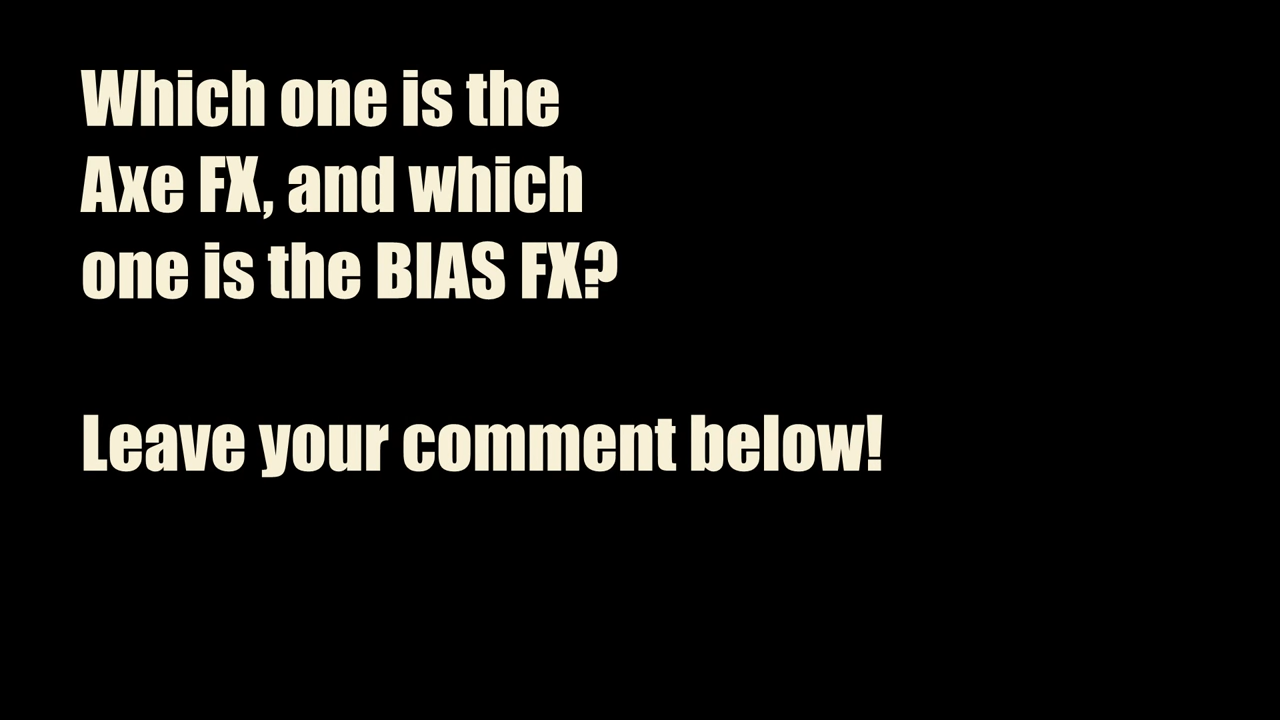 Which one is the
Axe FX, and which
one is the BIAS FX?
Leave your comment below!